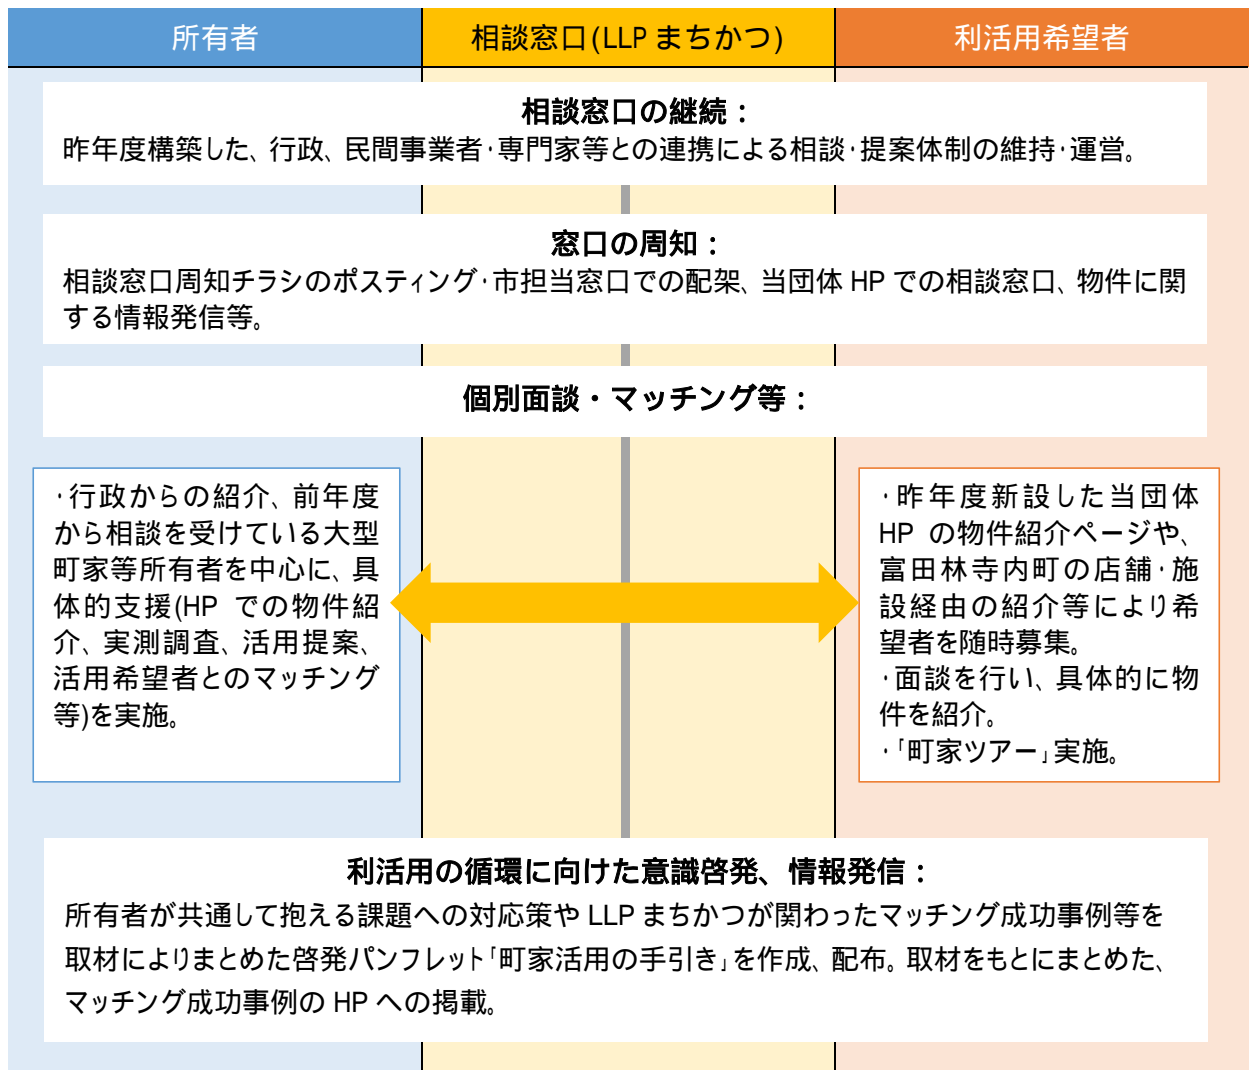 所有者
相談窓口(LLP まちかつ)
利活用希望者
相談窓口の継続：
昨年度構築した、行政、民間事業者・専門家等との連携による相談・提案体制の維持・運営。
窓口の周知：
相談窓口周知チラシのポスティング・市担当窓口での配架、当団体 HP での相談窓口、物件に関
する情報発信等。
個別面談・マッチング等：
・行政からの紹介、前年度
から相談を受けている大型
町家等所有者を中心に、具
体的支援(HP での物件紹
介、実測調査、活用提案、
活用希望者とのマッチング
等)を実施。
・昨年度新設した当団体
HP の物件紹介ページや、
富田林寺内町の店舗・施
設経由の紹介等により希
望者を随時募集。
・面談を行い、具体的に物
件を紹介。
・「町家ツアー」実施。
利活用の循環に向けた意識啓発、情報発信：
所有者が共通して抱える課題への対応策や LLP まちかつが関わったマッチング成功事例等を
取材によりまとめた啓発パンフレット「町家活用の手引き」を作成、配布。取材をもとにまとめた、
マッチング成功事例の HP への掲載。